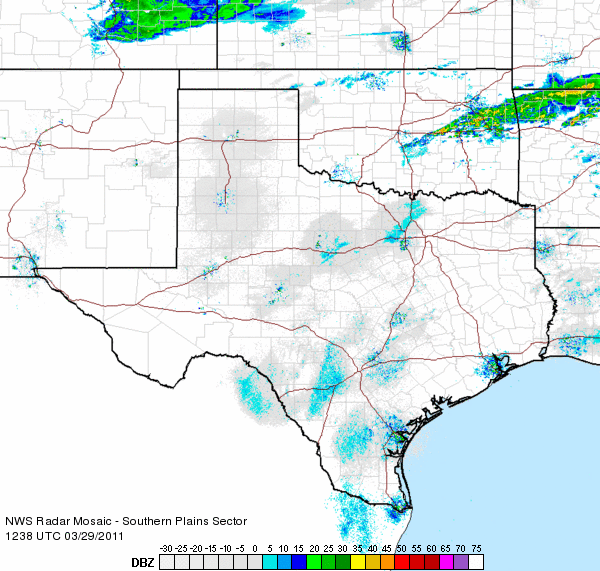 NWS Radar Mosaic - Southern Plains Sector
1238 UTC 03/29/2011
DBZ -30 -25 -20 -15 -10 -5 0 5 10 15 20 25 30 35 40 45 50 55 60 65 70 75